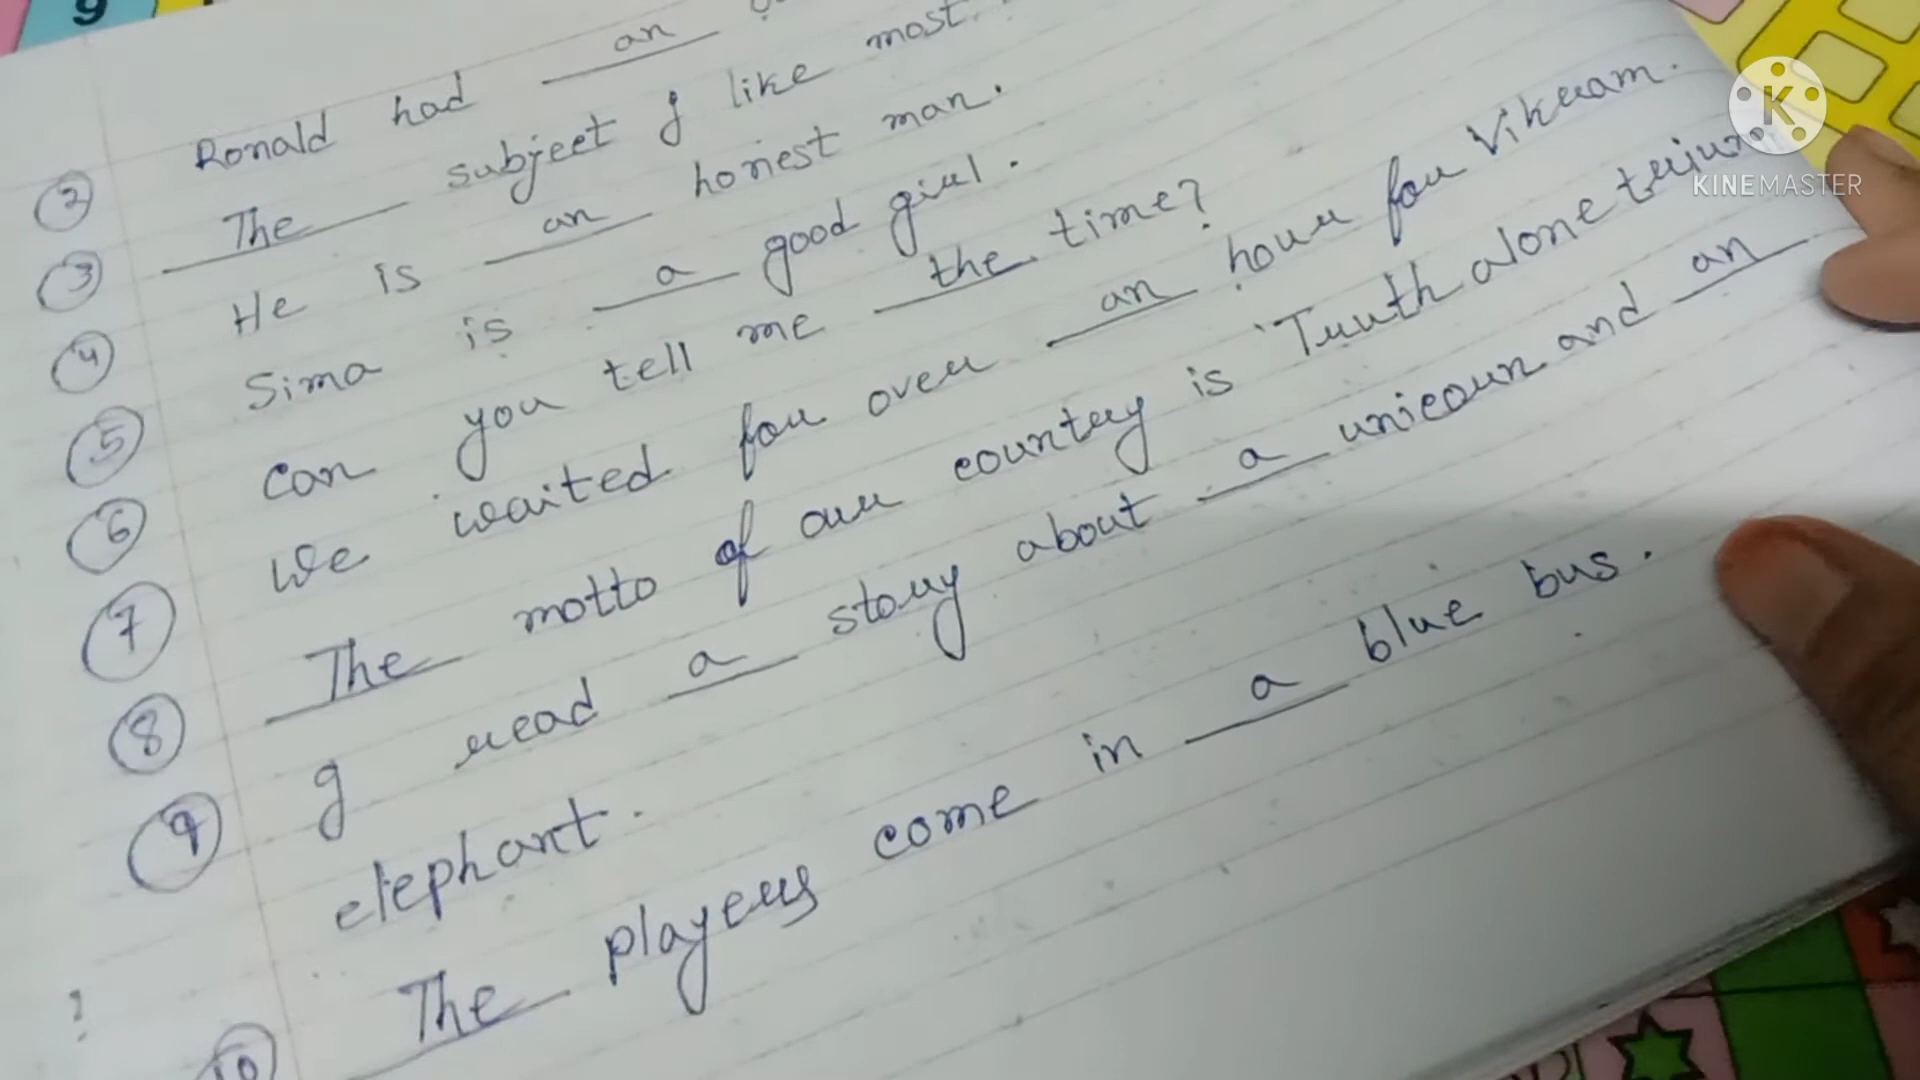 9
② Ronald had an
③ The subject I like most.
④ He is an honest man.
⑤ Sima is a good girl.
⑥ can you tell me the time?
⑦ We waited for over an hour for Vikram.
⑧ The motto of our country is 'Truth alone
⑨ I read a story about a unicorn and an
elephant.
⑩ The players come in a blue bus.
K
KINEMASTER